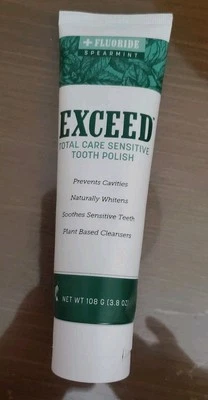 + FLUORIDE
SPEARMINT
EXCEED
TOTAL CARE SENSITIVE
TOOTH POLISH
Prevents Cavities
Naturally Whitens
Soothes Sensitive Teeth
Plant Based Cleansers
NET WT 108 G (3.8 OZ)